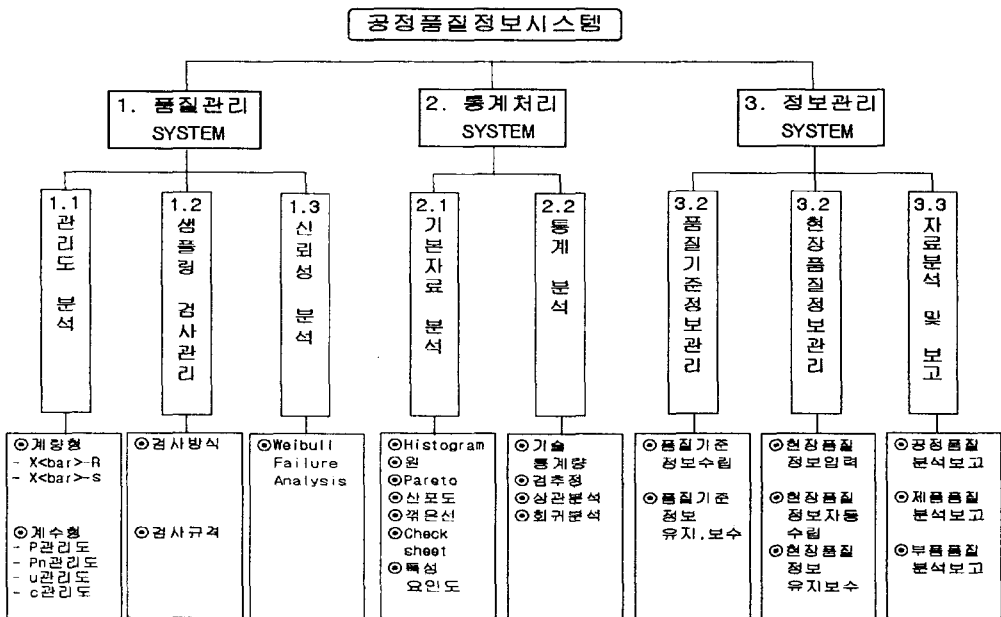 공정품질정보시스템
1. 품질관리
SYSTEM
2. 통계처리
SYSTEM
3. 정보관리
SYSTEM
1.1
관리도 분석
1.2
샘플링 검사관리
1.3
신뢰성 분석
2.1
기본자료 분석
2.2
통계 분석
3.2
품질기준정보관리
3.2
현장품질정보관리
3.3
자료분석 및 보고
◉계량형
- X<bar>-R
- X<bar>-s
◉계수형
- P관리도
- Pn관리도
- u관리도
- c관리도
◉검사방식
◉검사규격
◉Weibull
Failure
Analysis
◉Histogram
◉원
◉Pareto
◉산포도
◉꺾은선
◉Check
sheet
◉특성
요인도
◉기술
통계량
◉검추정
◉상관분석
◉회귀분석
◉품질기준
정보수립
◉품질기준
정보
유지,보수
◉현장품질
정보입력
◉현장품질
정보자동
수립
◉현장품질
정보
유지보수
◉공정품질
분석보고
◉제품품질
분석보고
◉부품품질
분석보고